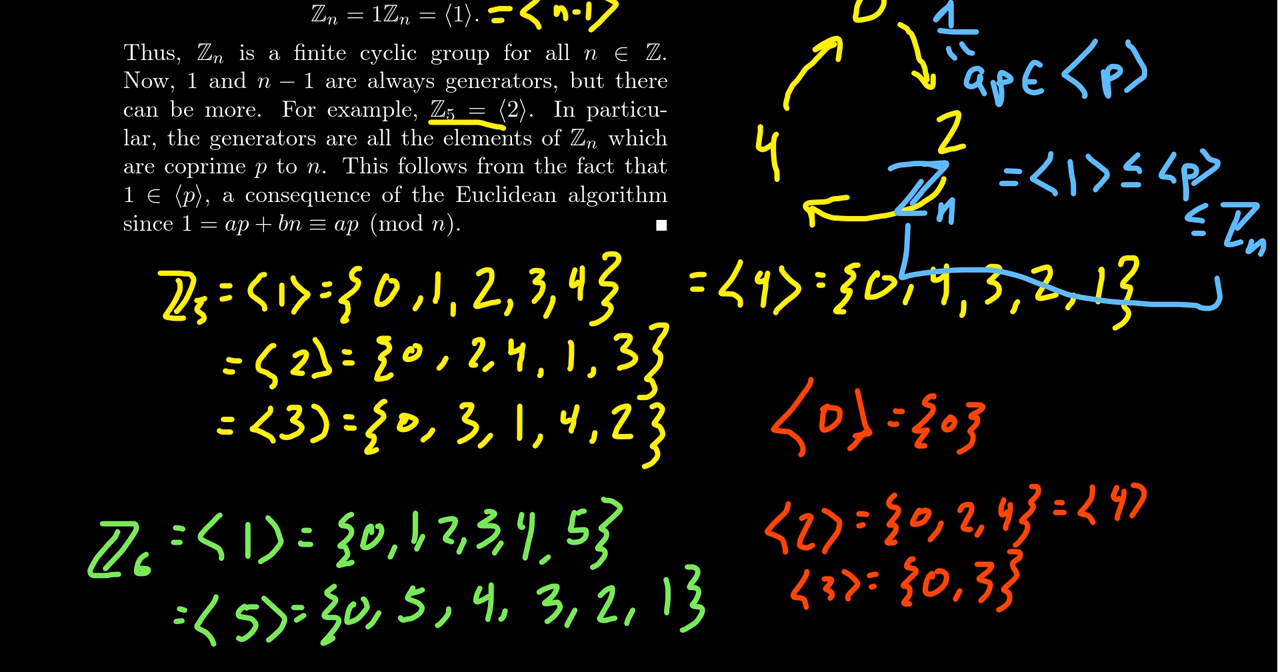 ℤₙ = 1ℤₙ = ⟨1⟩. = ⟨n-1⟩
Thus, ℤₙ is a finite cyclic group for all n ∈ ℤ.
Now, 1 and n − 1 are always generators, but there
can be more. For example, ℤ₅ = ⟨2⟩. In particu-
lar, the generators are all the elements of ℤₙ which
are coprime p to n. This follows from the fact that
1 ∈ ⟨p⟩, a consequence of the Euclidean algorithm
since 1 = ap + bn ≡ ap (mod n). ■
0
2
4
1
=
ap ∈ ⟨p⟩
ℤₙ = ⟨1⟩ ≤ ⟨p⟩
≤ ℤₙ
ℤ₅ = ⟨1⟩ = {0, 1, 2, 3, 4} = ⟨4⟩ = {0, 4, 3, 2, 1}
= ⟨2⟩ = {0, 2, 4, 1, 3}
= ⟨3⟩ = {0, 3, 1, 4, 2}
⟨0⟩ = {0}
ℤ₆ = ⟨1⟩ = {0, 1, 2, 3, 4, 5}
= ⟨5⟩ = {0, 5, 4, 3, 2, 1}
⟨2⟩ = {0, 2, 4} = ⟨4⟩
⟨3⟩ = {0, 3}